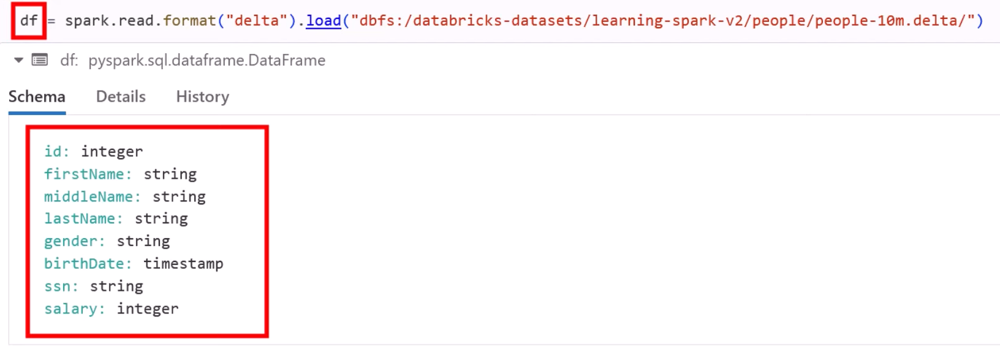 df = spark.read.format("delta").load("dbfs:/databricks-datasets/learning-spark-v2/people/people-10m.delta/")
df: pyspark.sql.dataframe.DataFrame
Schema Details History
id: integer
firstName: string
middleName: string
lastName: string
gender: string
birthDate: timestamp
ssn: string
salary: integer